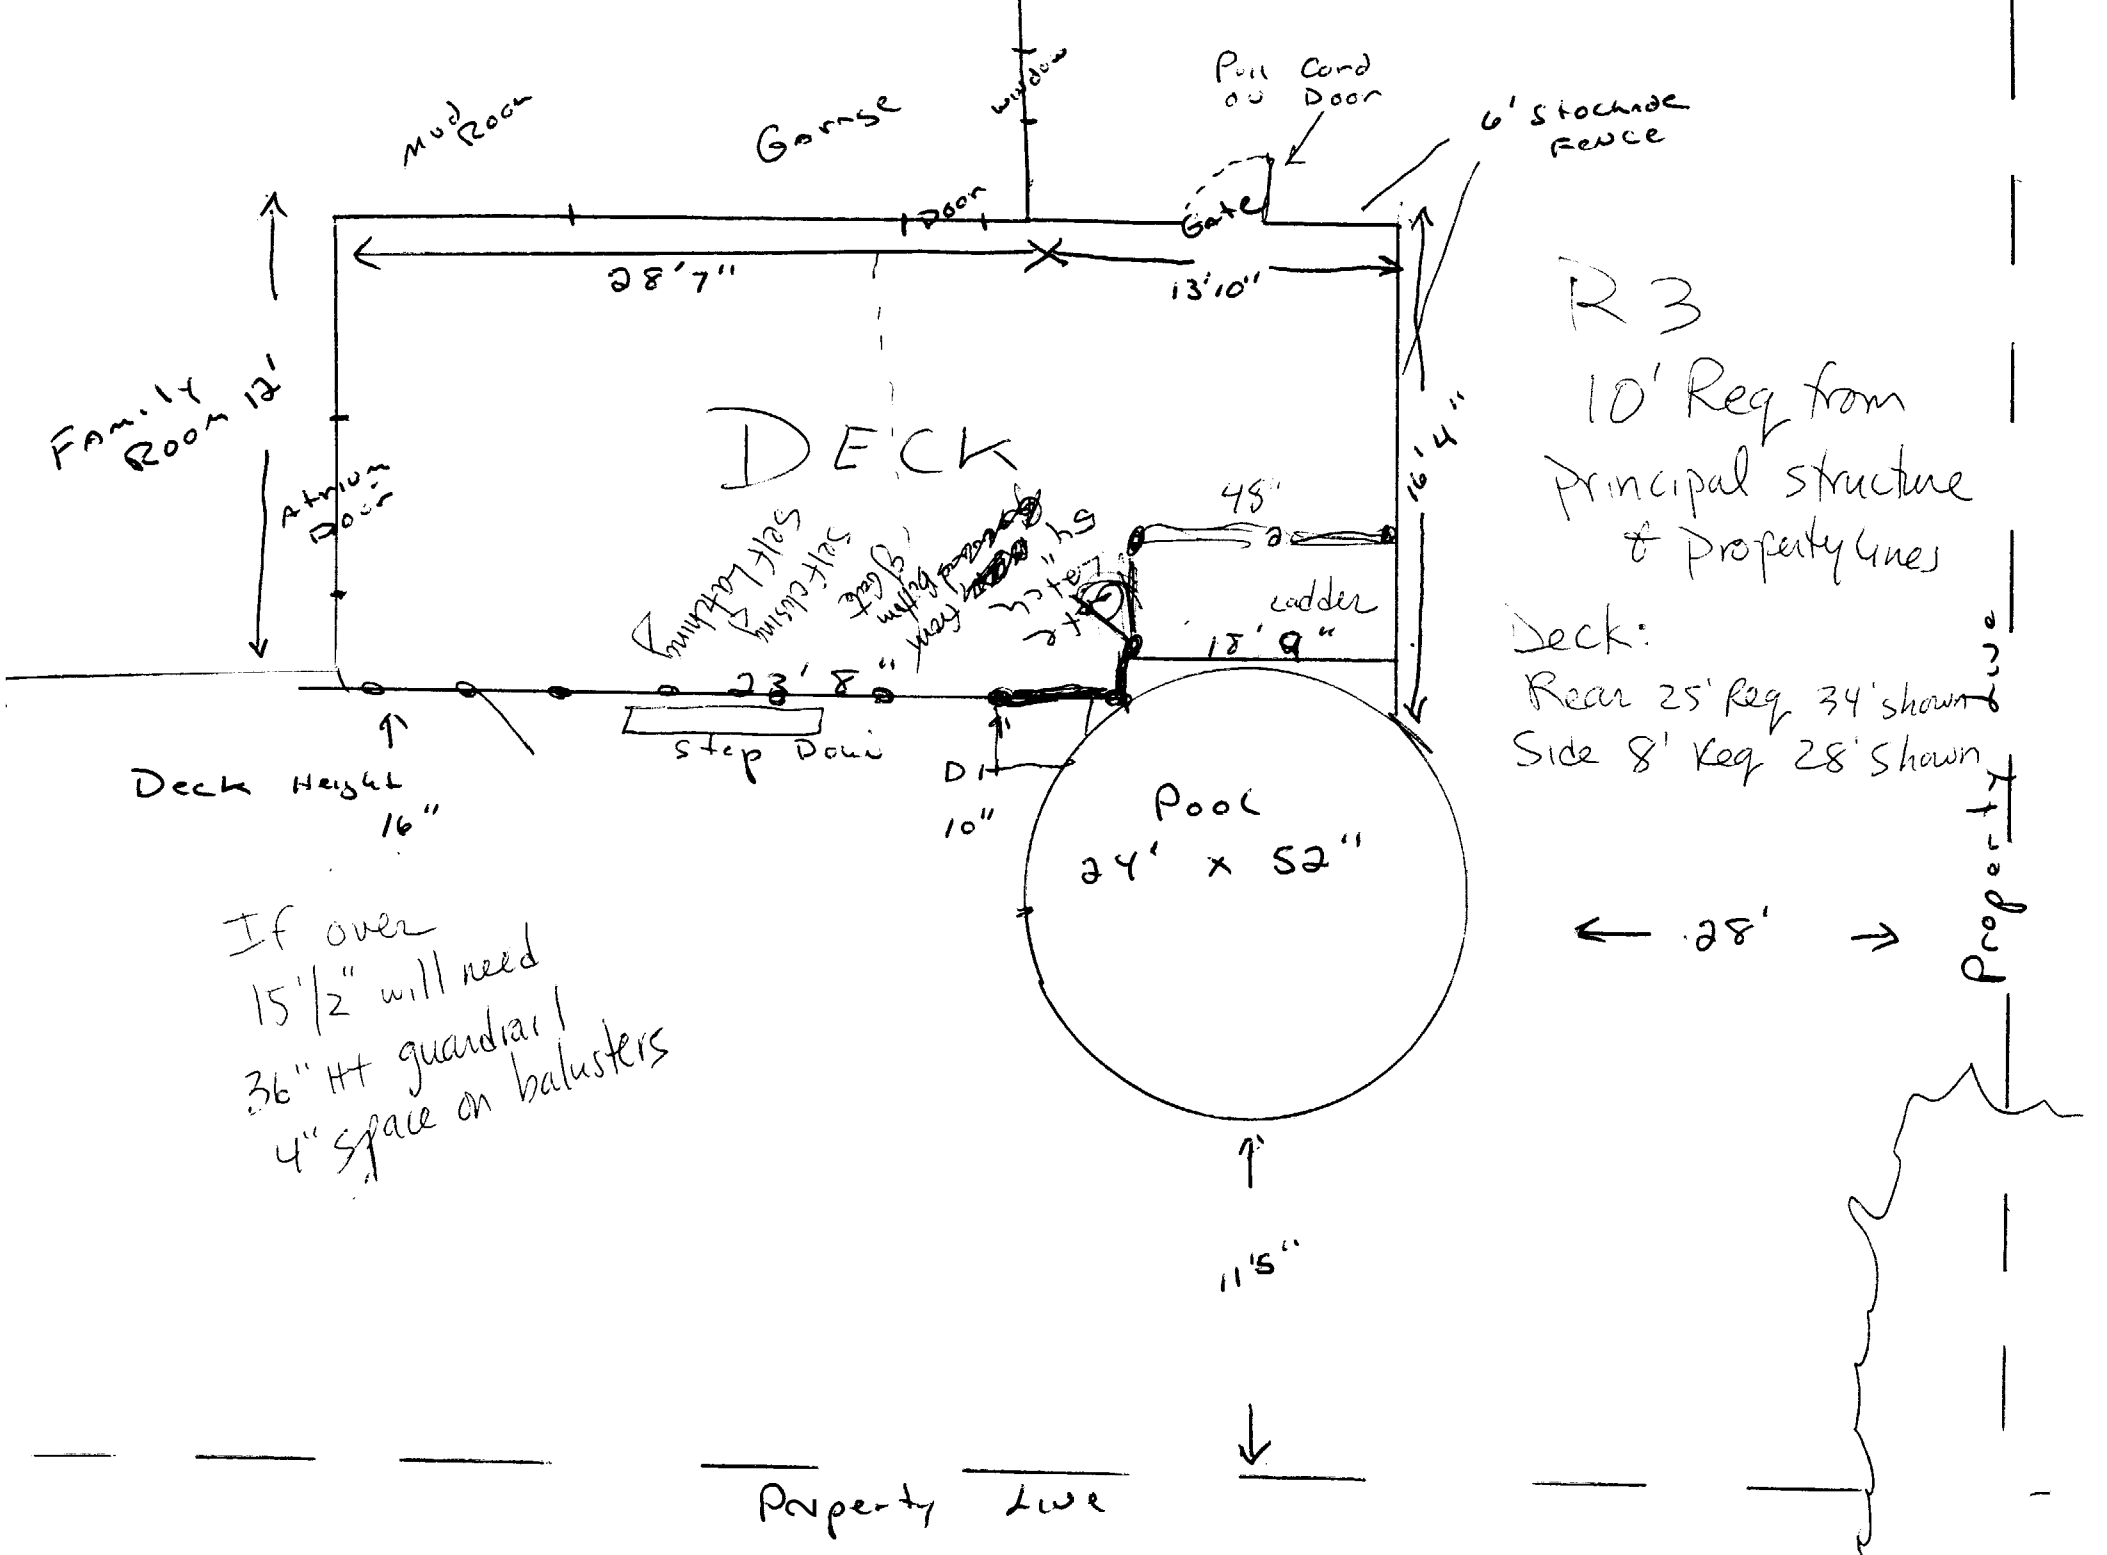 Mud
Room
Garage
window
Pull Cord
on Door
6' Stockade
Fence
Door
Gate
28'7"
13'10"
Family
Room 12'
Atrium
Door
DECK
16'4"
R3
10' Req from
principal structure
& property lines
Deck:
Rear 25' Req 34' shown
Side 8' Req 28' Shown
48"
Ladder
54"
Latch
from
bottom
gate
self closing
self Latching
23' 8"
Step Down
Deck Height
16"
10"
Pool
24' x 52"
If over
15 1/2" will need
36" Ht guardrail
4" space on balusters
28'
Property Line
11'5"
Property Line